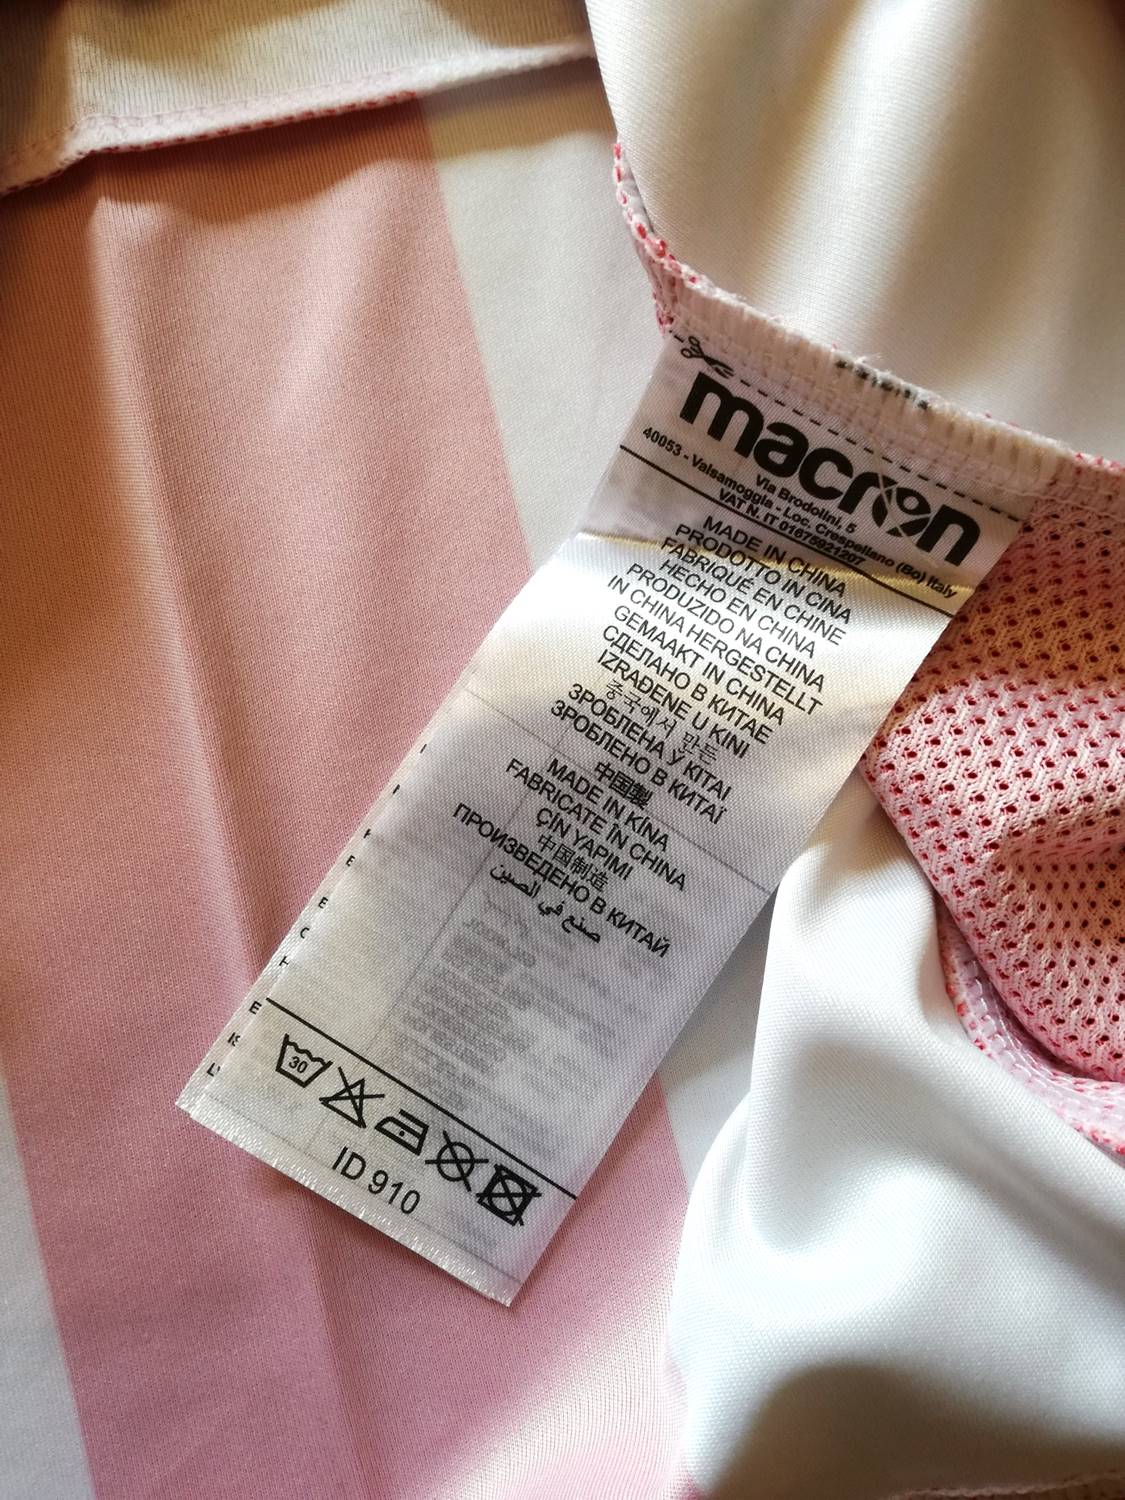 macron
Via Brodolini, 5
40053 - Valsamoggia - Loc. Crespellano (Bo) Italy
VAT N. IT 01675921207
MADE IN CHINA
PRODOTTO IN CINA
FABRIQUÉ EN CHINE
HECHO EN CHINA
PRODUZIDO NA CHINA
IN CHINA HERGESTELLT
GEMAAKT IN CHINA
СДЕЛАНО В КИТАЕ
IZRAĐENE U KINI
중국에서 만든
ЗРОБЛЕНА Ў KITAI
ЗРОБЛЕНО В КИТАЇ
中国製
MADE IN KÍNA
FABRICATE ÎN CHINA
ÇIN YAPIMI
中国制造
ПРОИЗВЕДЕНО В КИТАЙ
صنع في الصين
30
ID 910